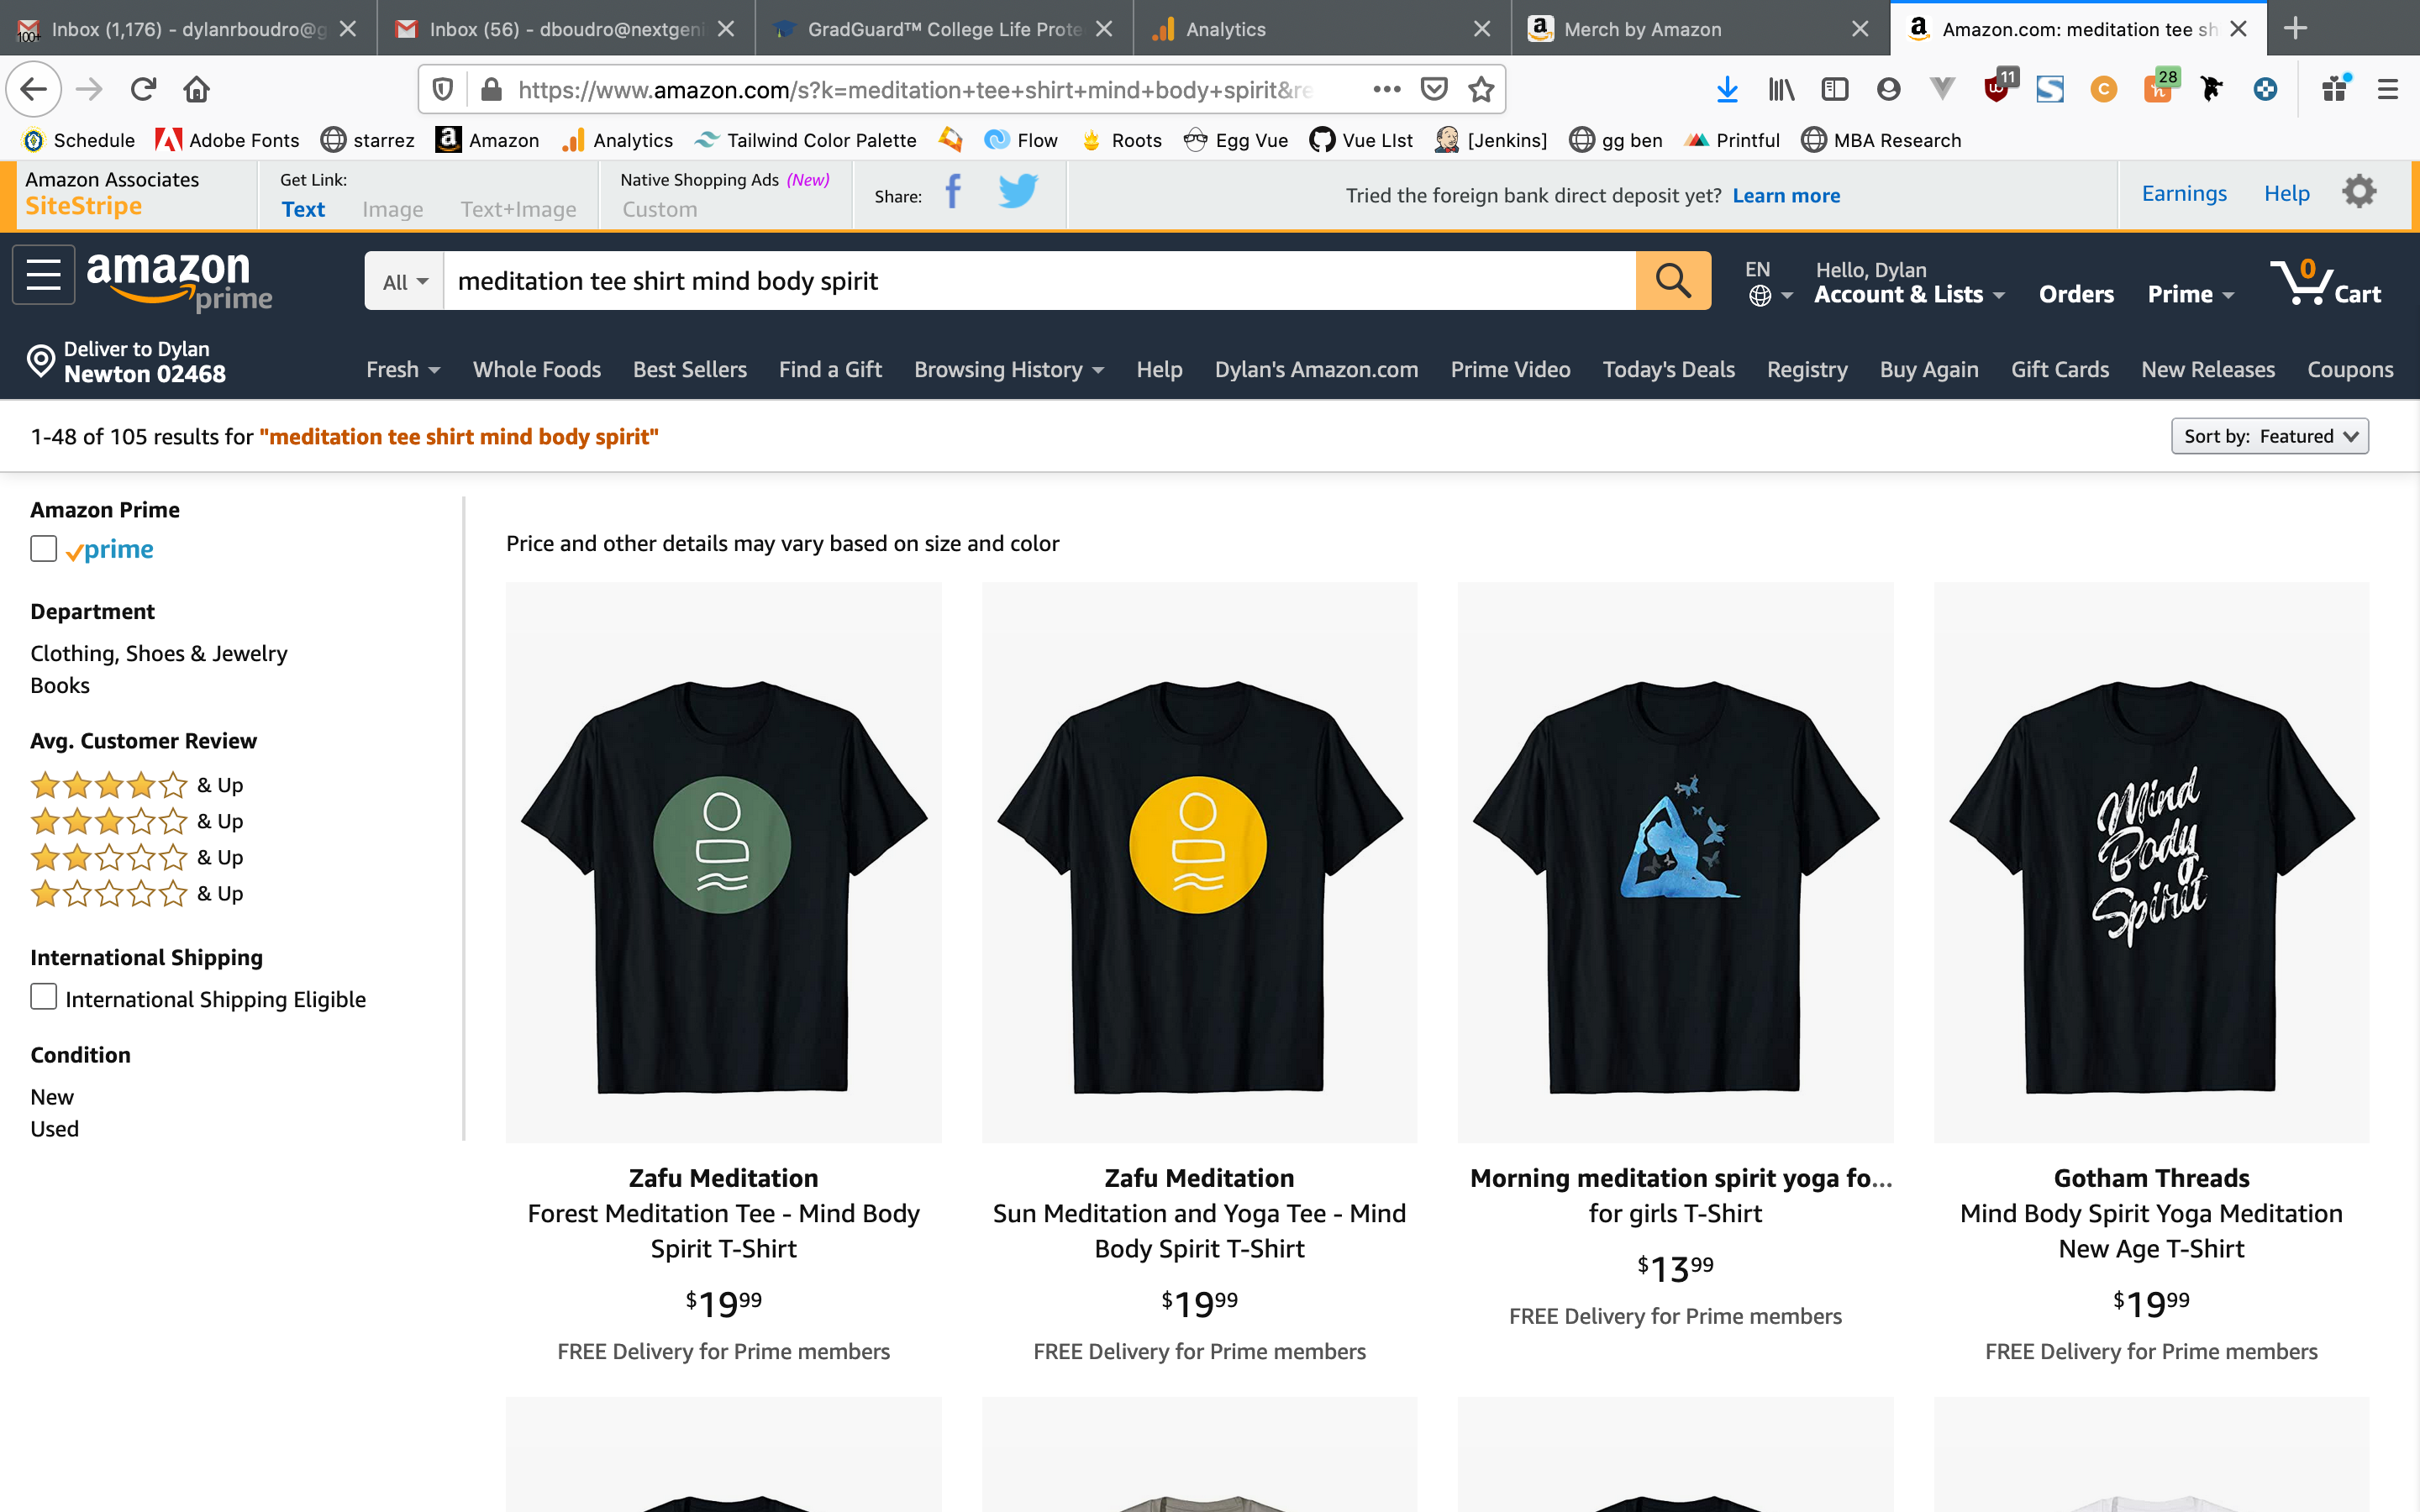 Inbox (1,176) - dylanrboudro@g
100+
Inbox (56) - dboudro@nextgeni
GradGuard™ College Life Prote
Analytics
Merch by Amazon
Amazon.com: meditation tee sh
https://www.amazon.com/s?k=meditation+tee+shirt+mind+body+spirit&re
11
28
Schedule
Adobe Fonts
starrez
Amazon
Analytics
Tailwind Color Palette
Flow
Roots
Egg Vue
Vue LIst
[Jenkins]
gg ben
Printful
MBA Research
Amazon Associates
SiteStripe
Get Link:
Text Image Text+Image
Native Shopping Ads (New)
Custom
Share:
Tried the foreign bank direct deposit yet? Learn more
Earnings
Help
amazon
prime
All
meditation tee shirt mind body spirit
EN
Hello, Dylan
Account & Lists
Orders
Prime
0
Cart
Deliver to Dylan
Newton 02468
Fresh
Whole Foods
Best Sellers
Find a Gift
Browsing History
Help
Dylan's Amazon.com
Prime Video
Today's Deals
Registry
Buy Again
Gift Cards
New Releases
Coupons
1-48 of 105 results for "meditation tee shirt mind body spirit"
Sort by: Featured
Amazon Prime
prime
Department
Clothing, Shoes & Jewelry
Books
Avg. Customer Review
& Up
& Up
& Up
& Up
International Shipping
International Shipping Eligible
Condition
New
Used
Price and other details may vary based on size and color
Mind
Body
Spirit
Zafu Meditation
Forest Meditation Tee - Mind Body
Spirit T-Shirt
$19.99
FREE Delivery for Prime members
Zafu Meditation
Sun Meditation and Yoga Tee - Mind
Body Spirit T-Shirt
$19.99
FREE Delivery for Prime members
Morning meditation spirit yoga fo...
for girls T-Shirt
$13.99
FREE Delivery for Prime members
Gotham Threads
Mind Body Spirit Yoga Meditation
New Age T-Shirt
$19.99
FREE Delivery for Prime members